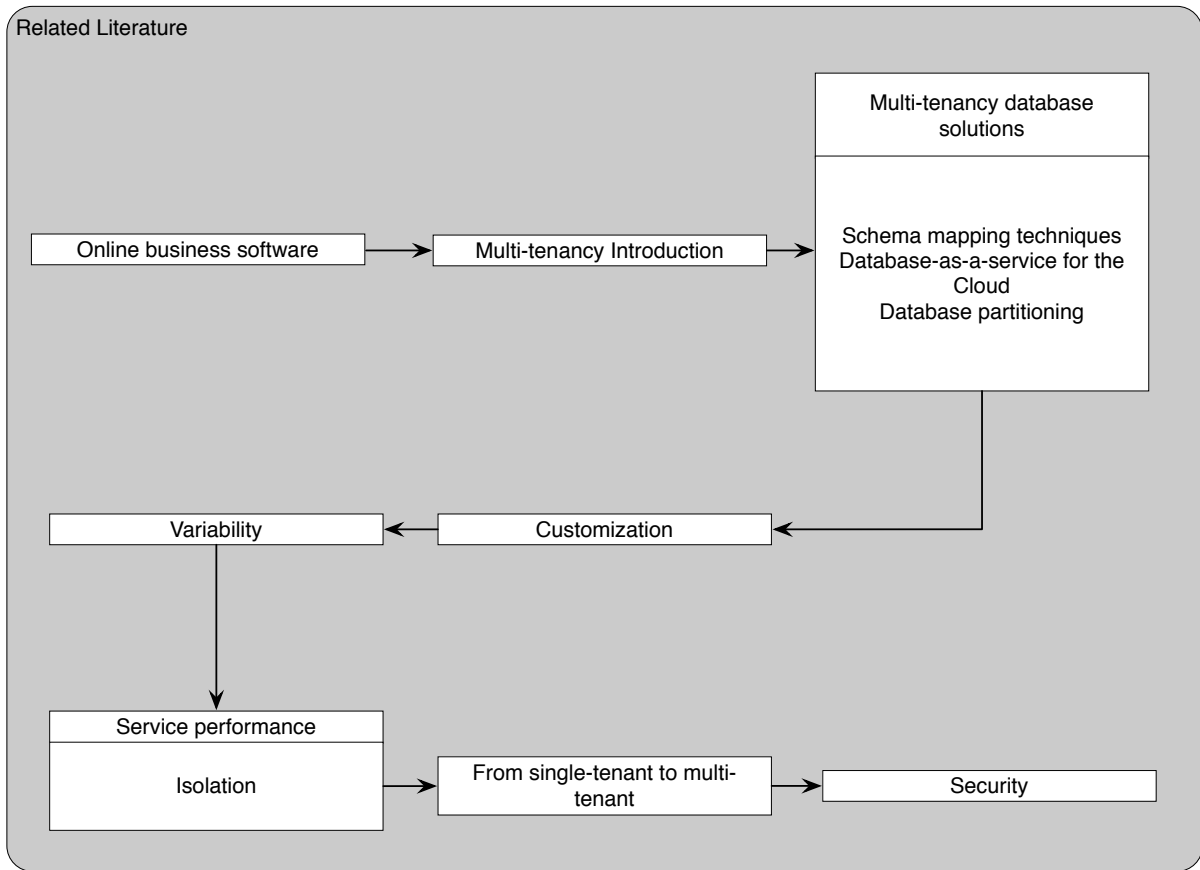 Related Literature
Multi-tenancy database
solutions
Online business software
Multi-tenancy Introduction
Schema mapping techniques
Database-as-a-service for the
Cloud
Database partitioning
Variability
Customization
Service performance
Isolation
From single-tenant to multi-
tenant
Security